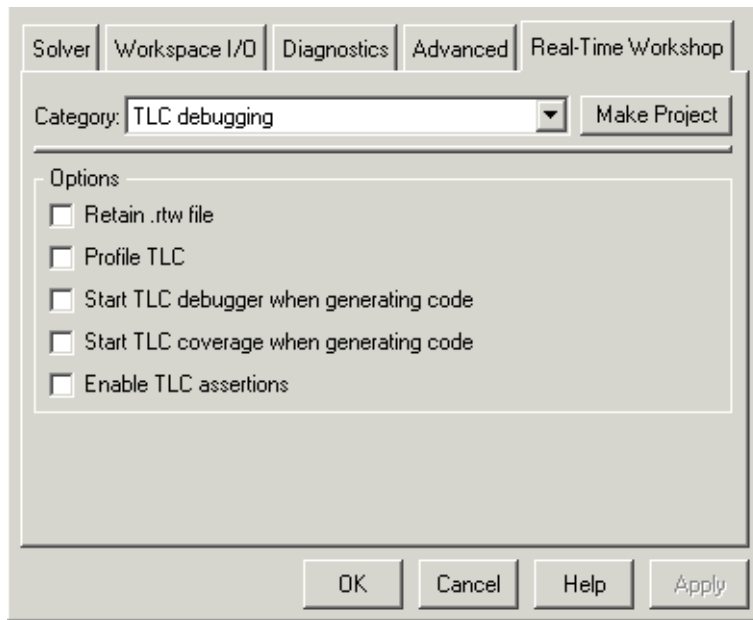 Solver Workspace I/O Diagnostics Advanced Real-Time Workshop
Category: TLC debugging Make Project
Options
Retain .rtw file
Profile TLC
Start TLC debugger when generating code
Start TLC coverage when generating code
Enable TLC assertions
OK Cancel Help Apply